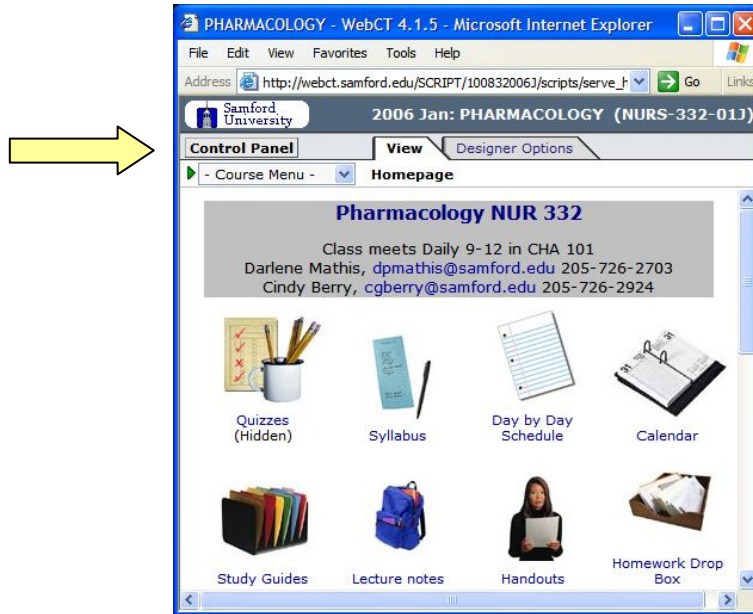 PHARMACOLOGY - WebCT 4.1.5 - Microsoft Internet Explorer
File Edit View Favorites Tools Help
Address http://webct.samford.edu/SCRIPT/100832006J/scripts/serve_h Go Links
Samford
University
2006 Jan: PHARMACOLOGY (NURS-332-01J)
Control Panel View Designer Options
- Course Menu - Homepage
Pharmacology NUR 332
Class meets Daily 9-12 in CHA 101
Darlene Mathis, dpmathis@samford.edu 205-726-2703
Cindy Berry, cgberry@samford.edu 205-726-2924
Quizzes
(Hidden)
Syllabus
Day by Day
Schedule
31 31
Calendar
Study Guides
Lecture notes
Handouts
Homework Drop
Box